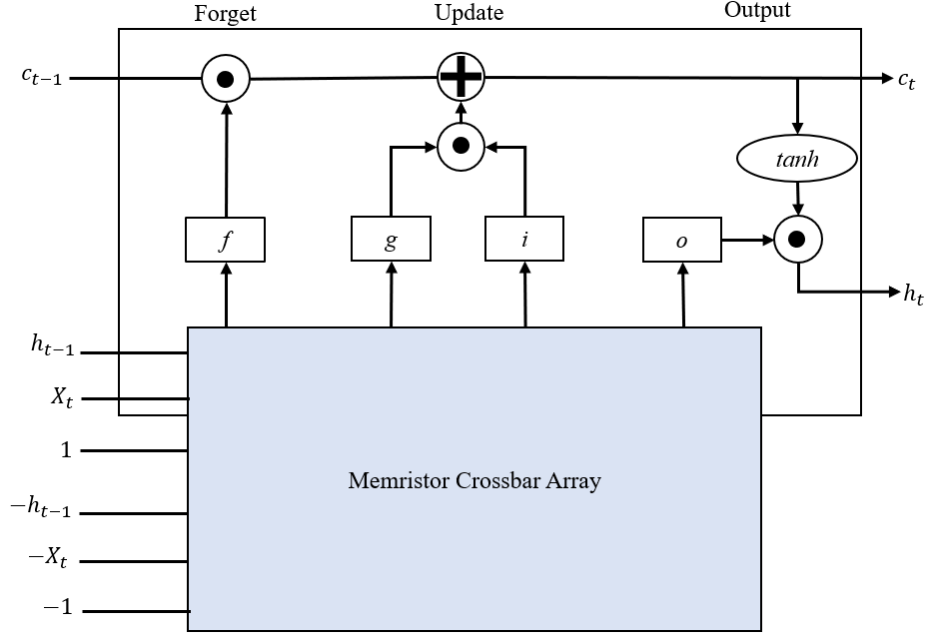 Forget Update Output
c_{t−1} c_t
tanh
f g i o
h_t
h_{t−1}
X_t
1
Memristor Crossbar Array
−h_{t−1}
−X_t
−1